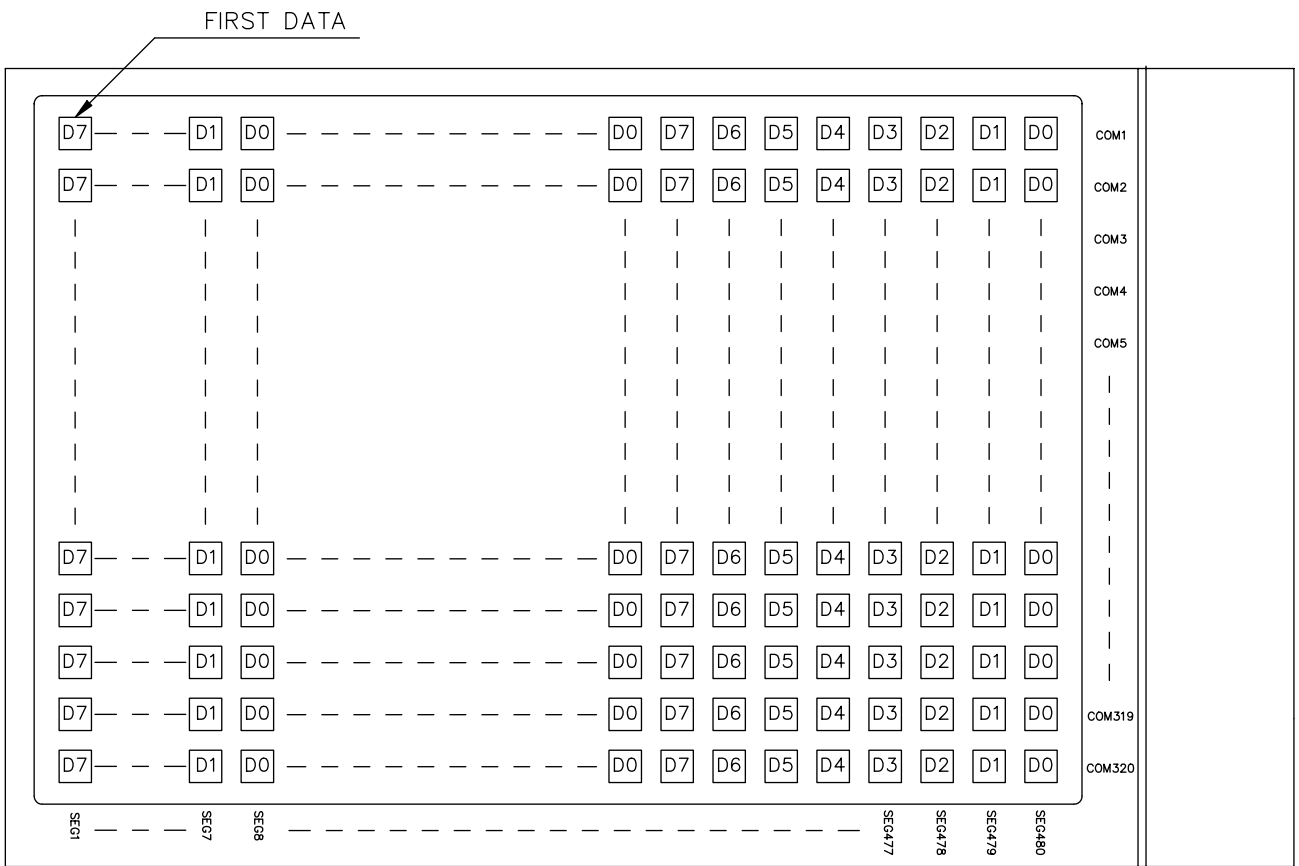 FIRST DATA
D7 D1 D0 D0 D7 D6 D5 D4 D3 D2 D1 D0 COM1
D7 D1 D0 D0 D7 D6 D5 D4 D3 D2 D1 D0 COM2
COM3
COM4
COM5
D7 D1 D0 D0 D7 D6 D5 D4 D3 D2 D1 D0
D7 D1 D0 D0 D7 D6 D5 D4 D3 D2 D1 D0
D7 D1 D0 D0 D7 D6 D5 D4 D3 D2 D1 D0
D7 D1 D0 D0 D7 D6 D5 D4 D3 D2 D1 D0 COM319
D7 D1 D0 D0 D7 D6 D5 D4 D3 D2 D1 D0 COM320
SEG1 SEG7 SEG8 SEG477 SEG478 SEG479 SEG480